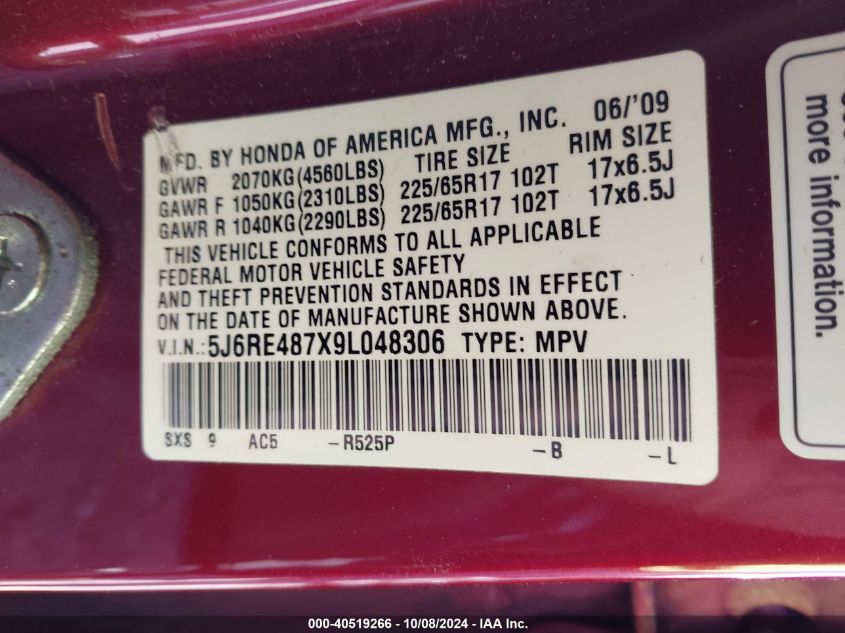 MFD. BY HONDA OF AMERICA MFG., INC. 06/'09
TIRE SIZE RIM SIZE
GVWR 2070KG(4560LBS)
GAWR F 1050KG(2310LBS) 225/65R17 102T 17x6.5J
GAWR R 1040KG(2290LBS) 225/65R17 102T 17x6.5J
THIS VEHICLE CONFORMS TO ALL APPLICABLE
FEDERAL MOTOR VEHICLE SAFETY
AND THEFT PREVENTION STANDARDS IN EFFECT
ON THE DATE OF MANUFACTURE SHOWN ABOVE.
V.I.N.:5J6RE487X9L048306 TYPE: MPV
SXS 9 AC5 -R525P -B -L
more information.
000-40519266 - 10/08/2024 - IAA Inc.